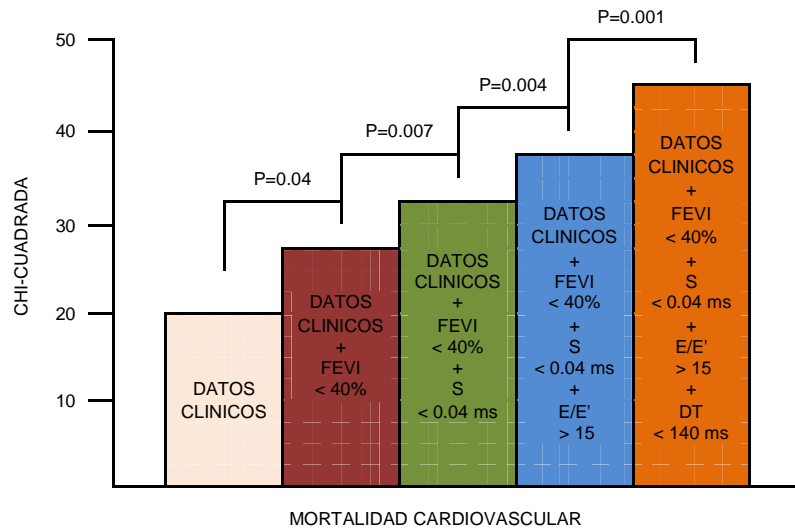 50
40
30
20
10
CHI-CUADRADA
P=0.04
P=0.007
P=0.004
P=0.001
DATOS
CLINICOS
DATOS
CLINICOS
+
FEVI
< 40%
DATOS
CLINICOS
+
FEVI
< 40%
+
S
< 0.04 ms
DATOS
CLINICOS
+
FEVI
< 40%
+
S
< 0.04 ms
+
E/E'
> 15
DATOS
CLINICOS
+
FEVI
< 40%
+
S
< 0.04 ms
+
E/E'
> 15
+
DT
< 140 ms
MORTALIDAD CARDIOVASCULAR